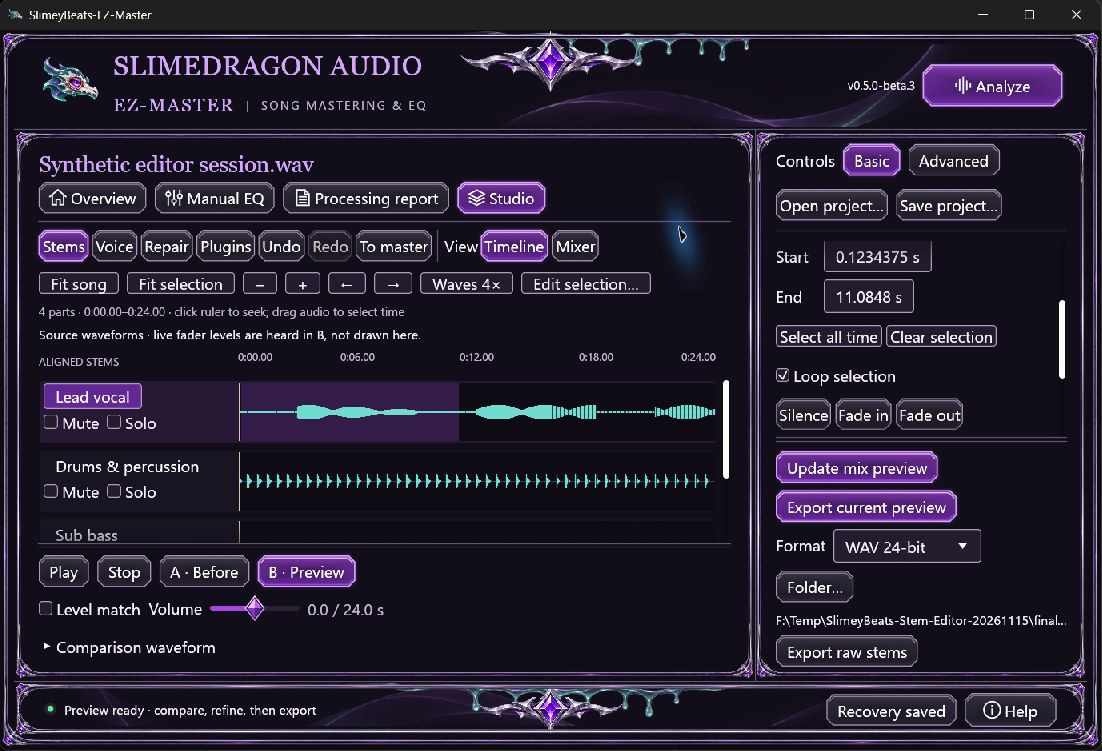 SlimeyBeats-EZ-Master
SLIMEDRAGON AUDIO
EZ-MASTER | SONG MASTERING & EQ
v0.5.0-beta.3
Analyze
Synthetic editor session.wav
Overview Manual EQ Processing report Studio
Stems Voice Repair Plugins Undo Redo To master View Timeline Mixer
Fit song Fit selection − + ← → Waves 4× Edit selection...
4 parts · 0:00.00–0:24.00 · click ruler to seek; drag audio to select time
Source waveforms · live fader levels are heard in B, not drawn here.
ALIGNED STEMS 0:00.00 0:06.00 0:12.00 0:18.00 0:24.00
Lead vocal
Mute Solo
Drums & percussion
Mute Solo
Sub bass
Play Stop A · Before B · Preview
Level match Volume 0.0 / 24.0 s
Comparison waveform
Controls Basic Advanced
Open project... Save project...
Start 0.1234375 s
End 11.0848 s
Select all time Clear selection
Loop selection
Silence Fade in Fade out
Update mix preview
Export current preview
Format WAV 24-bit
Folder...
F:\Temp\SlimeyBeats-Stem-Editor-20261115\final...
Export raw stems
Preview ready · compare, refine, then export
Recovery saved Help